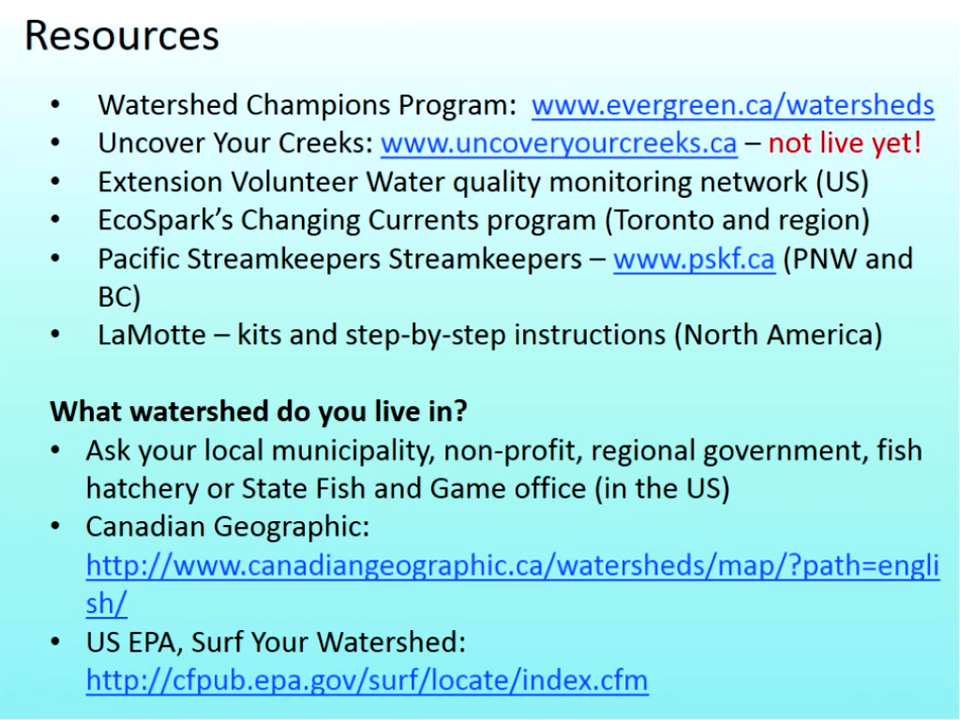 Resources
• Watershed Champions Program: www.evergreen.ca/watersheds
• Uncover Your Creeks: www.uncoveryourcreeks.ca – not live yet!
• Extension Volunteer Water quality monitoring network (US)
• EcoSpark's Changing Currents program (Toronto and region)
• Pacific Streamkeepers Streamkeepers – www.pskf.ca (PNW and
BC)
• LaMotte – kits and step-by-step instructions (North America)
What watershed do you live in?
• Ask your local municipality, non-profit, regional government, fish
hatchery or State Fish and Game office (in the US)
• Canadian Geographic:
http://www.canadiangeographic.ca/watersheds/map/?path=engli
sh/
• US EPA, Surf Your Watershed:
http://cfpub.epa.gov/surf/locate/index.cfm